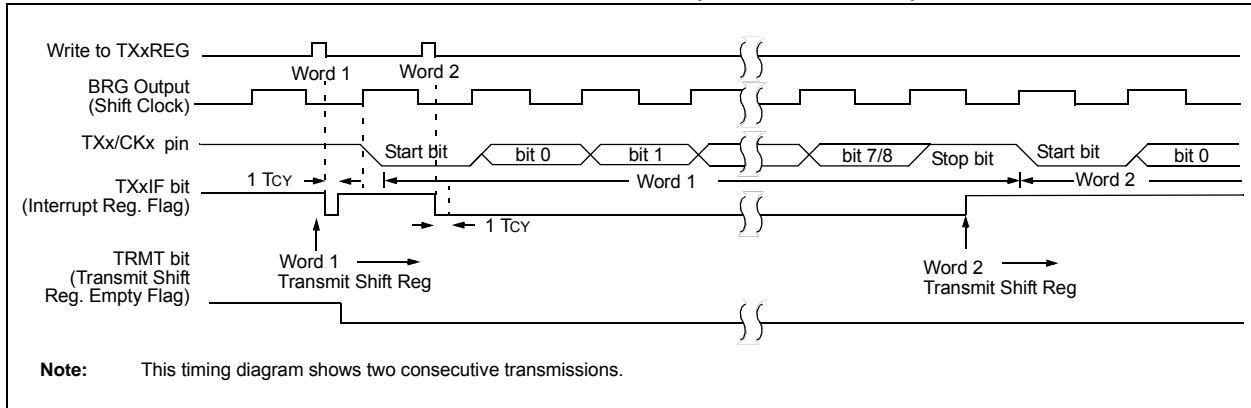 Write to TXxREG
Word 1
Word 2
BRG Output
(Shift Clock)
TXx/CKx pin
Start bit
bit 0
bit 1
bit 7/8
Stop bit
Start bit
bit 0
1 TCY
Word 1
Word 2
TXxIF bit
(Interrupt Reg. Flag)
1 TCY
Word 1
Transmit Shift Reg
Word 2
Transmit Shift Reg
TRMT bit
(Transmit Shift
Reg. Empty Flag)
Note: This timing diagram shows two consecutive transmissions.